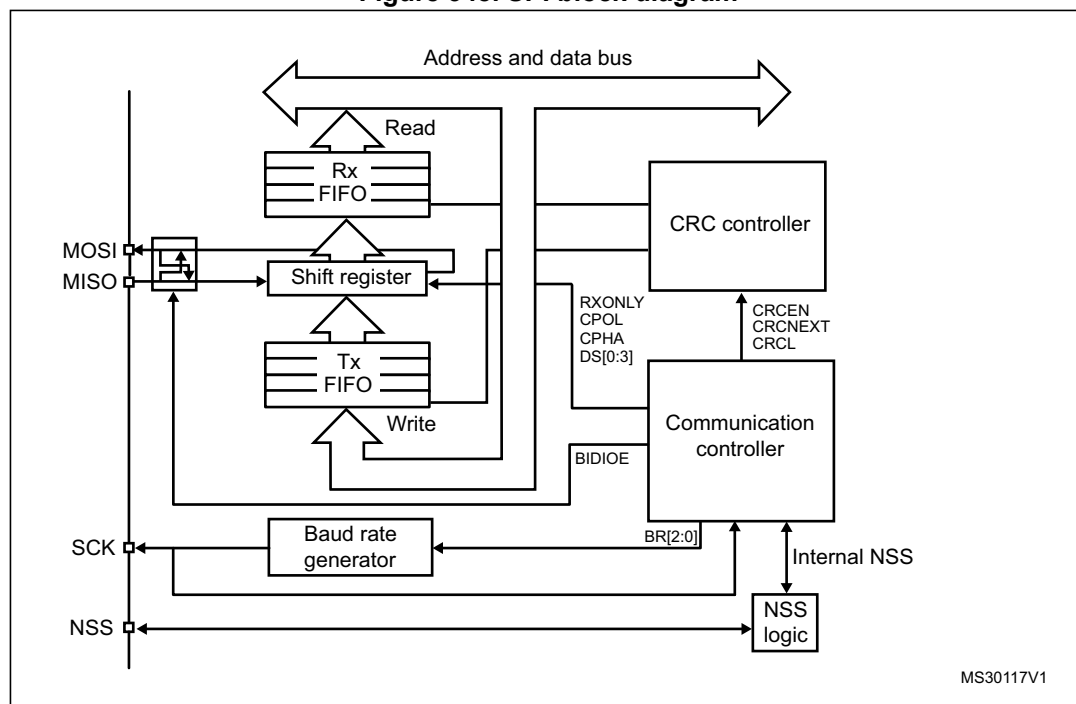 Address and data bus
Read
Rx
FIFO
CRC controller
MOSI
MISO
Shift register
RXONLY
CPOL
CPHA
DS[0:3]
CRCEN
CRCNEXT
CRCL
Tx
FIFO
Write
Communication
controller
BIDIOE
Baud rate
generator
BR[2:0]
SCK
Internal NSS
NSS
NSS
logic
MS30117V1